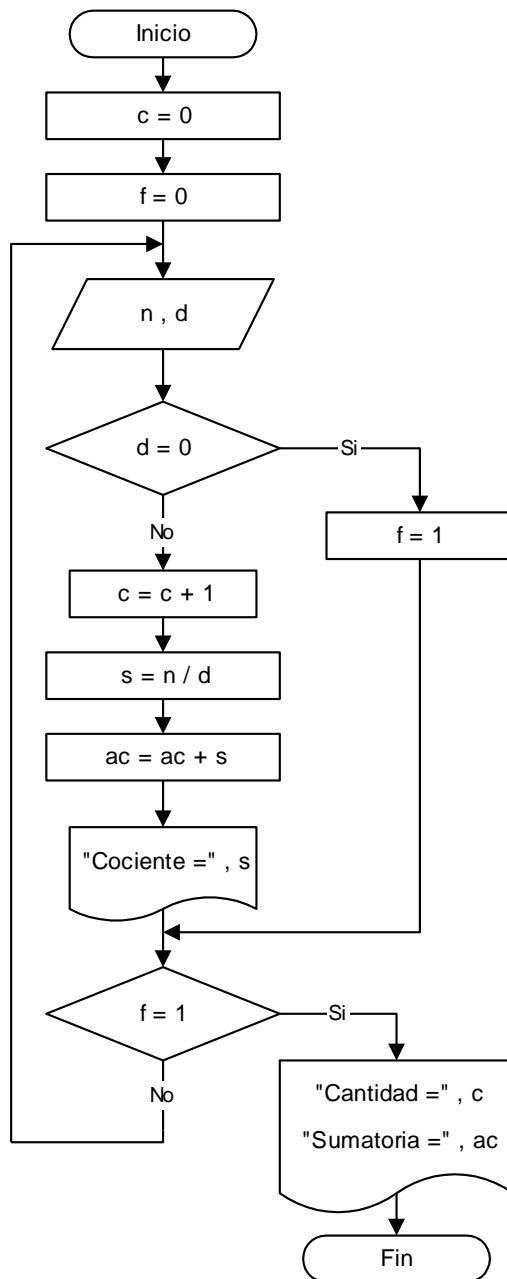 Inicio
c = 0
f = 0
n , d
d = 0
Si
No
f = 1
c = c + 1
s = n / d
ac = ac + s
"Cociente =" , s
f = 1
Si
No
"Cantidad =" , c
"Sumatoria =" , ac
Fin